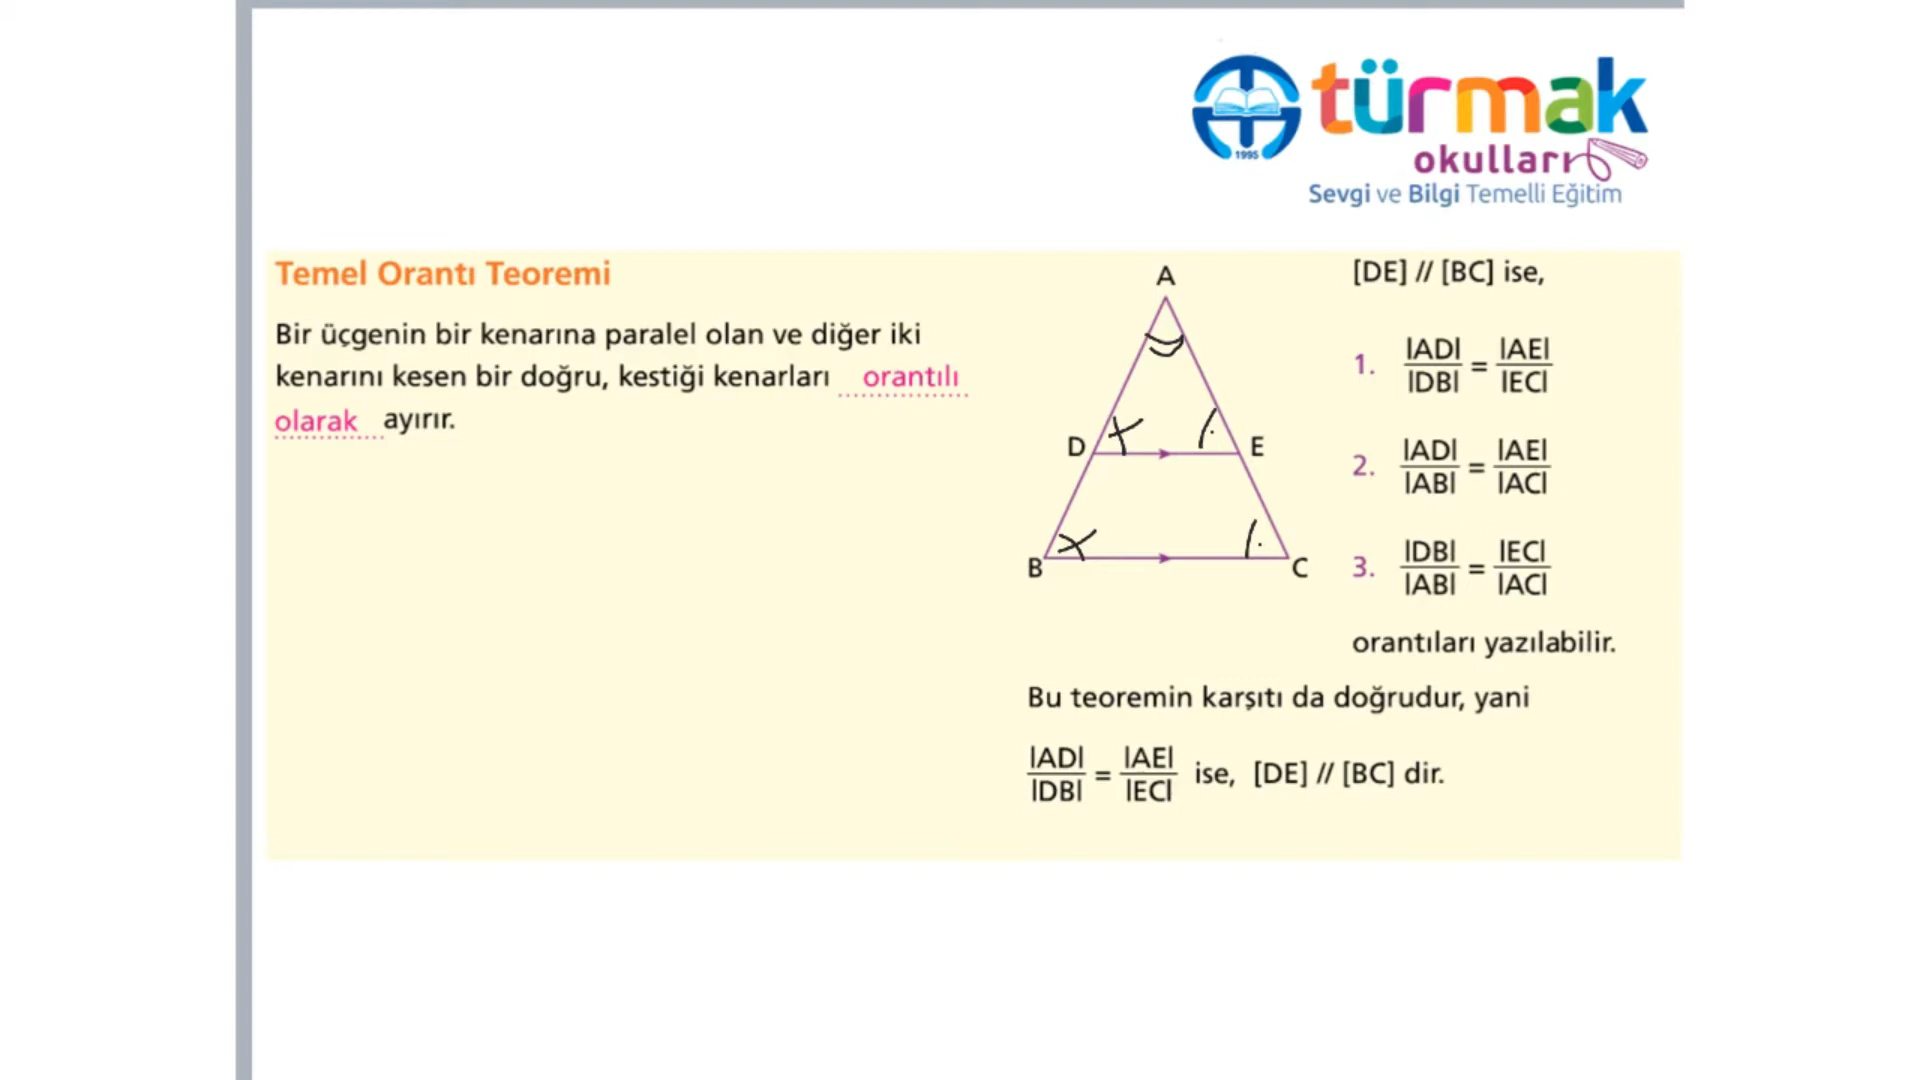 1995
türmak
okulları
Sevgi ve Bilgi Temelli Eğitim
Temel Orantı Teoremi
Bir üçgenin bir kenarına paralel olan ve diğer iki
kenarını kesen bir doğru, kestiği kenarları orantılı
olarak ayırır.
A
D
E
B
C
[DE] // [BC] ise,
1. |AD|/|DB| = |AE|/|EC|
2. |AD|/|AB| = |AE|/|AC|
3. |DB|/|AB| = |EC|/|AC|
orantıları yazılabilir.
Bu teoremin karşıtı da doğrudur, yani
|AD|/|DB| = |AE|/|EC| ise, [DE] // [BC] dir.